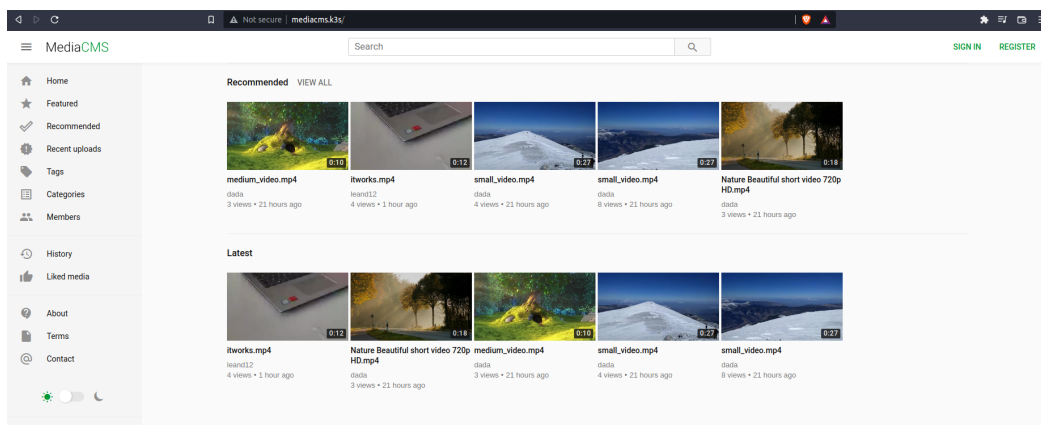 Not secure | mediacms.k3s/
MediaCMS
Search
SIGN IN REGISTER
Home
Featured
Recommended
Recent uploads
Tags
Categories
Members
History
Liked media
About
Terms
Contact
Recommended VIEW ALL
0:10 0:12 0:27 0:27 0:18
medium_video.mp4
dada
3 views • 21 hours ago
itworks.mp4
leand12
4 views • 1 hour ago
small_video.mp4
dada
4 views • 21 hours ago
small_video.mp4
dada
8 views • 21 hours ago
Nature Beautiful short video 720p
HD.mp4
dada
3 views • 21 hours ago
Latest
0:12 0:18 0:10 0:27 0:27
itworks.mp4
leand12
4 views • 1 hour ago
Nature Beautiful short video 720p
HD.mp4
dada
3 views • 21 hours ago
medium_video.mp4
dada
3 views • 21 hours ago
small_video.mp4
dada
4 views • 21 hours ago
small_video.mp4
dada
8 views • 21 hours ago